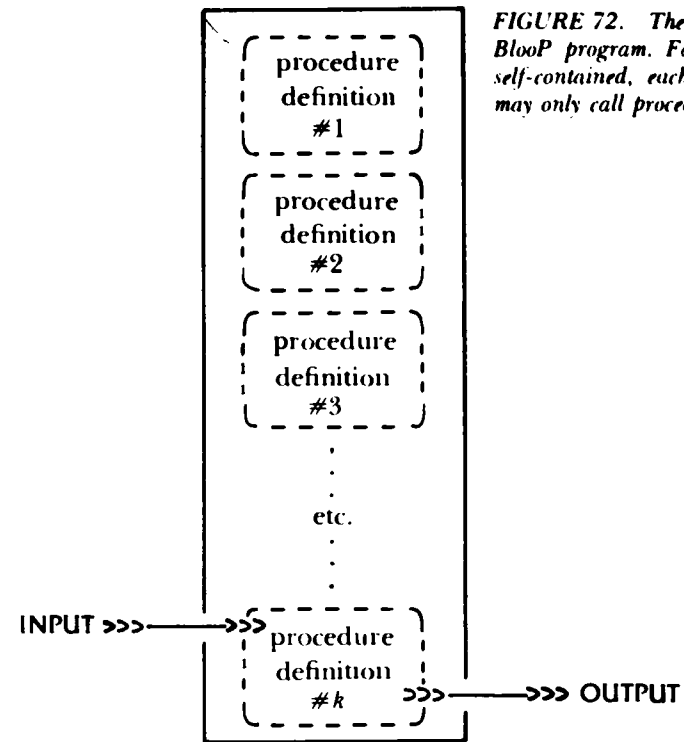 FIGURE 72. The
BlooP program. Fo
self-contained, each
may only call proce
procedure
definition
#1
procedure
definition
#2
procedure
definition
#3
etc.
INPUT >>> >>>
procedure
definition
#k
>>> >>> OUTPUT